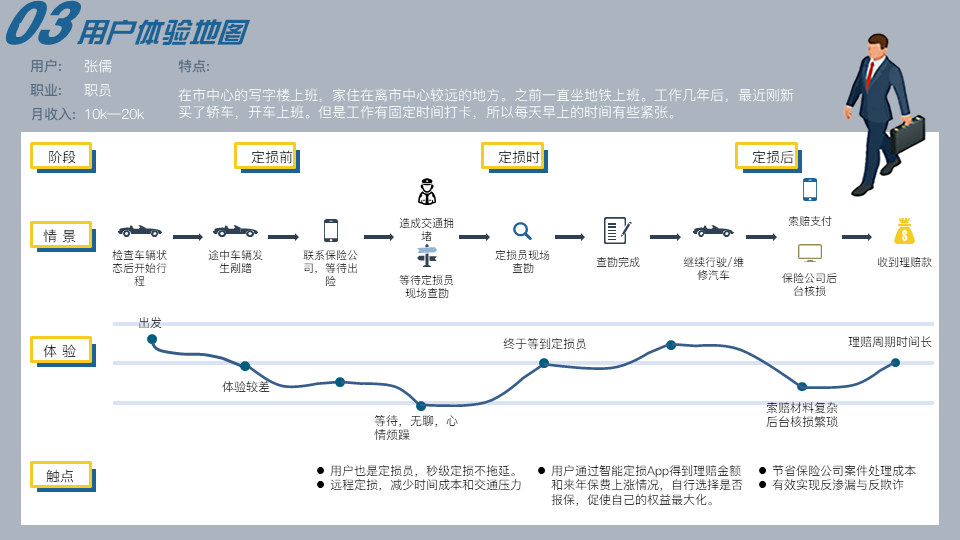 03 用户体验地图
用户: 张儒
特点:
职业: 职员
月收入: 10k—20k
在市中心的写字楼上班，家住在离市中心较远的地方。之前一直坐地铁上班。工作几年后，最近刚新
买了轿车，开车上班。但是工作有固定时间打卡，所以每天早上的时间有些紧张。
阶段
定损前
定损时
定损后
情 景
检查车辆状
态后开始行
程
途中车辆发
生剐蹭
联系保险公
司，等待出
险
造成交通拥
堵
等待定损员
现场查勘
定损员现场
查勘
查勘完成
继续行驶/维
修汽车
索赔支付
保险公司后
台核损
收到理赔款
体 验
出发
体验较差
等待，无聊，心
情烦躁
终于等到定损员
索赔材料复杂
后台核损繁琐
理赔周期时间长
触点
● 用户也是定损员，秒级定损不拖延。
● 远程定损，减少时间成本和交通压力
● 用户通过智能定损App得到理赔金额
和来年保费上涨情况，自行选择是否
报保，促使自己的权益最大化。
● 节省保险公司案件处理成本
● 有效实现反渗漏与反欺诈